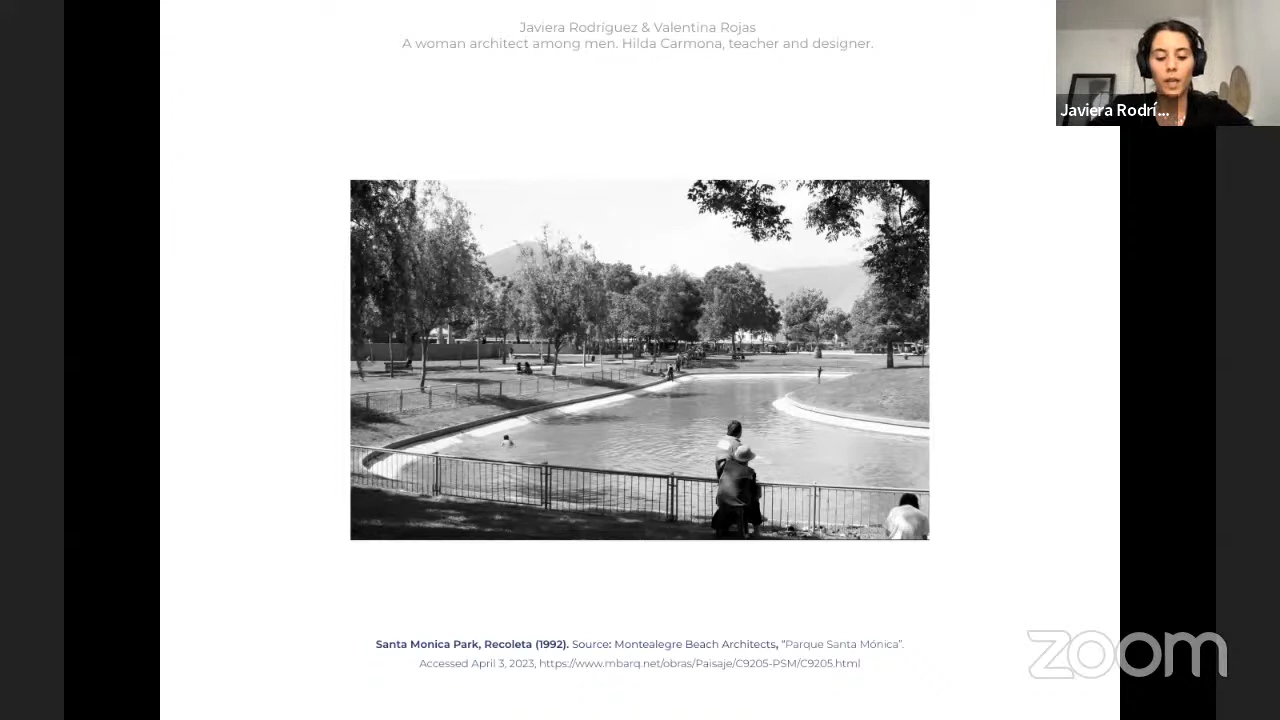 Javiera Rodríguez & Valentina Rojas
A woman architect among men. Hilda Carmona, teacher and designer.
Javiera Rodrí...
Santa Monica Park, Recoleta (1992). Source: Montealegre Beach Architects, “Parque Santa Mónica”.
Accessed April 3, 2023, https://www.mbarq.net/obras/Paisaje/C9205-PSM/C9205.html
zoom